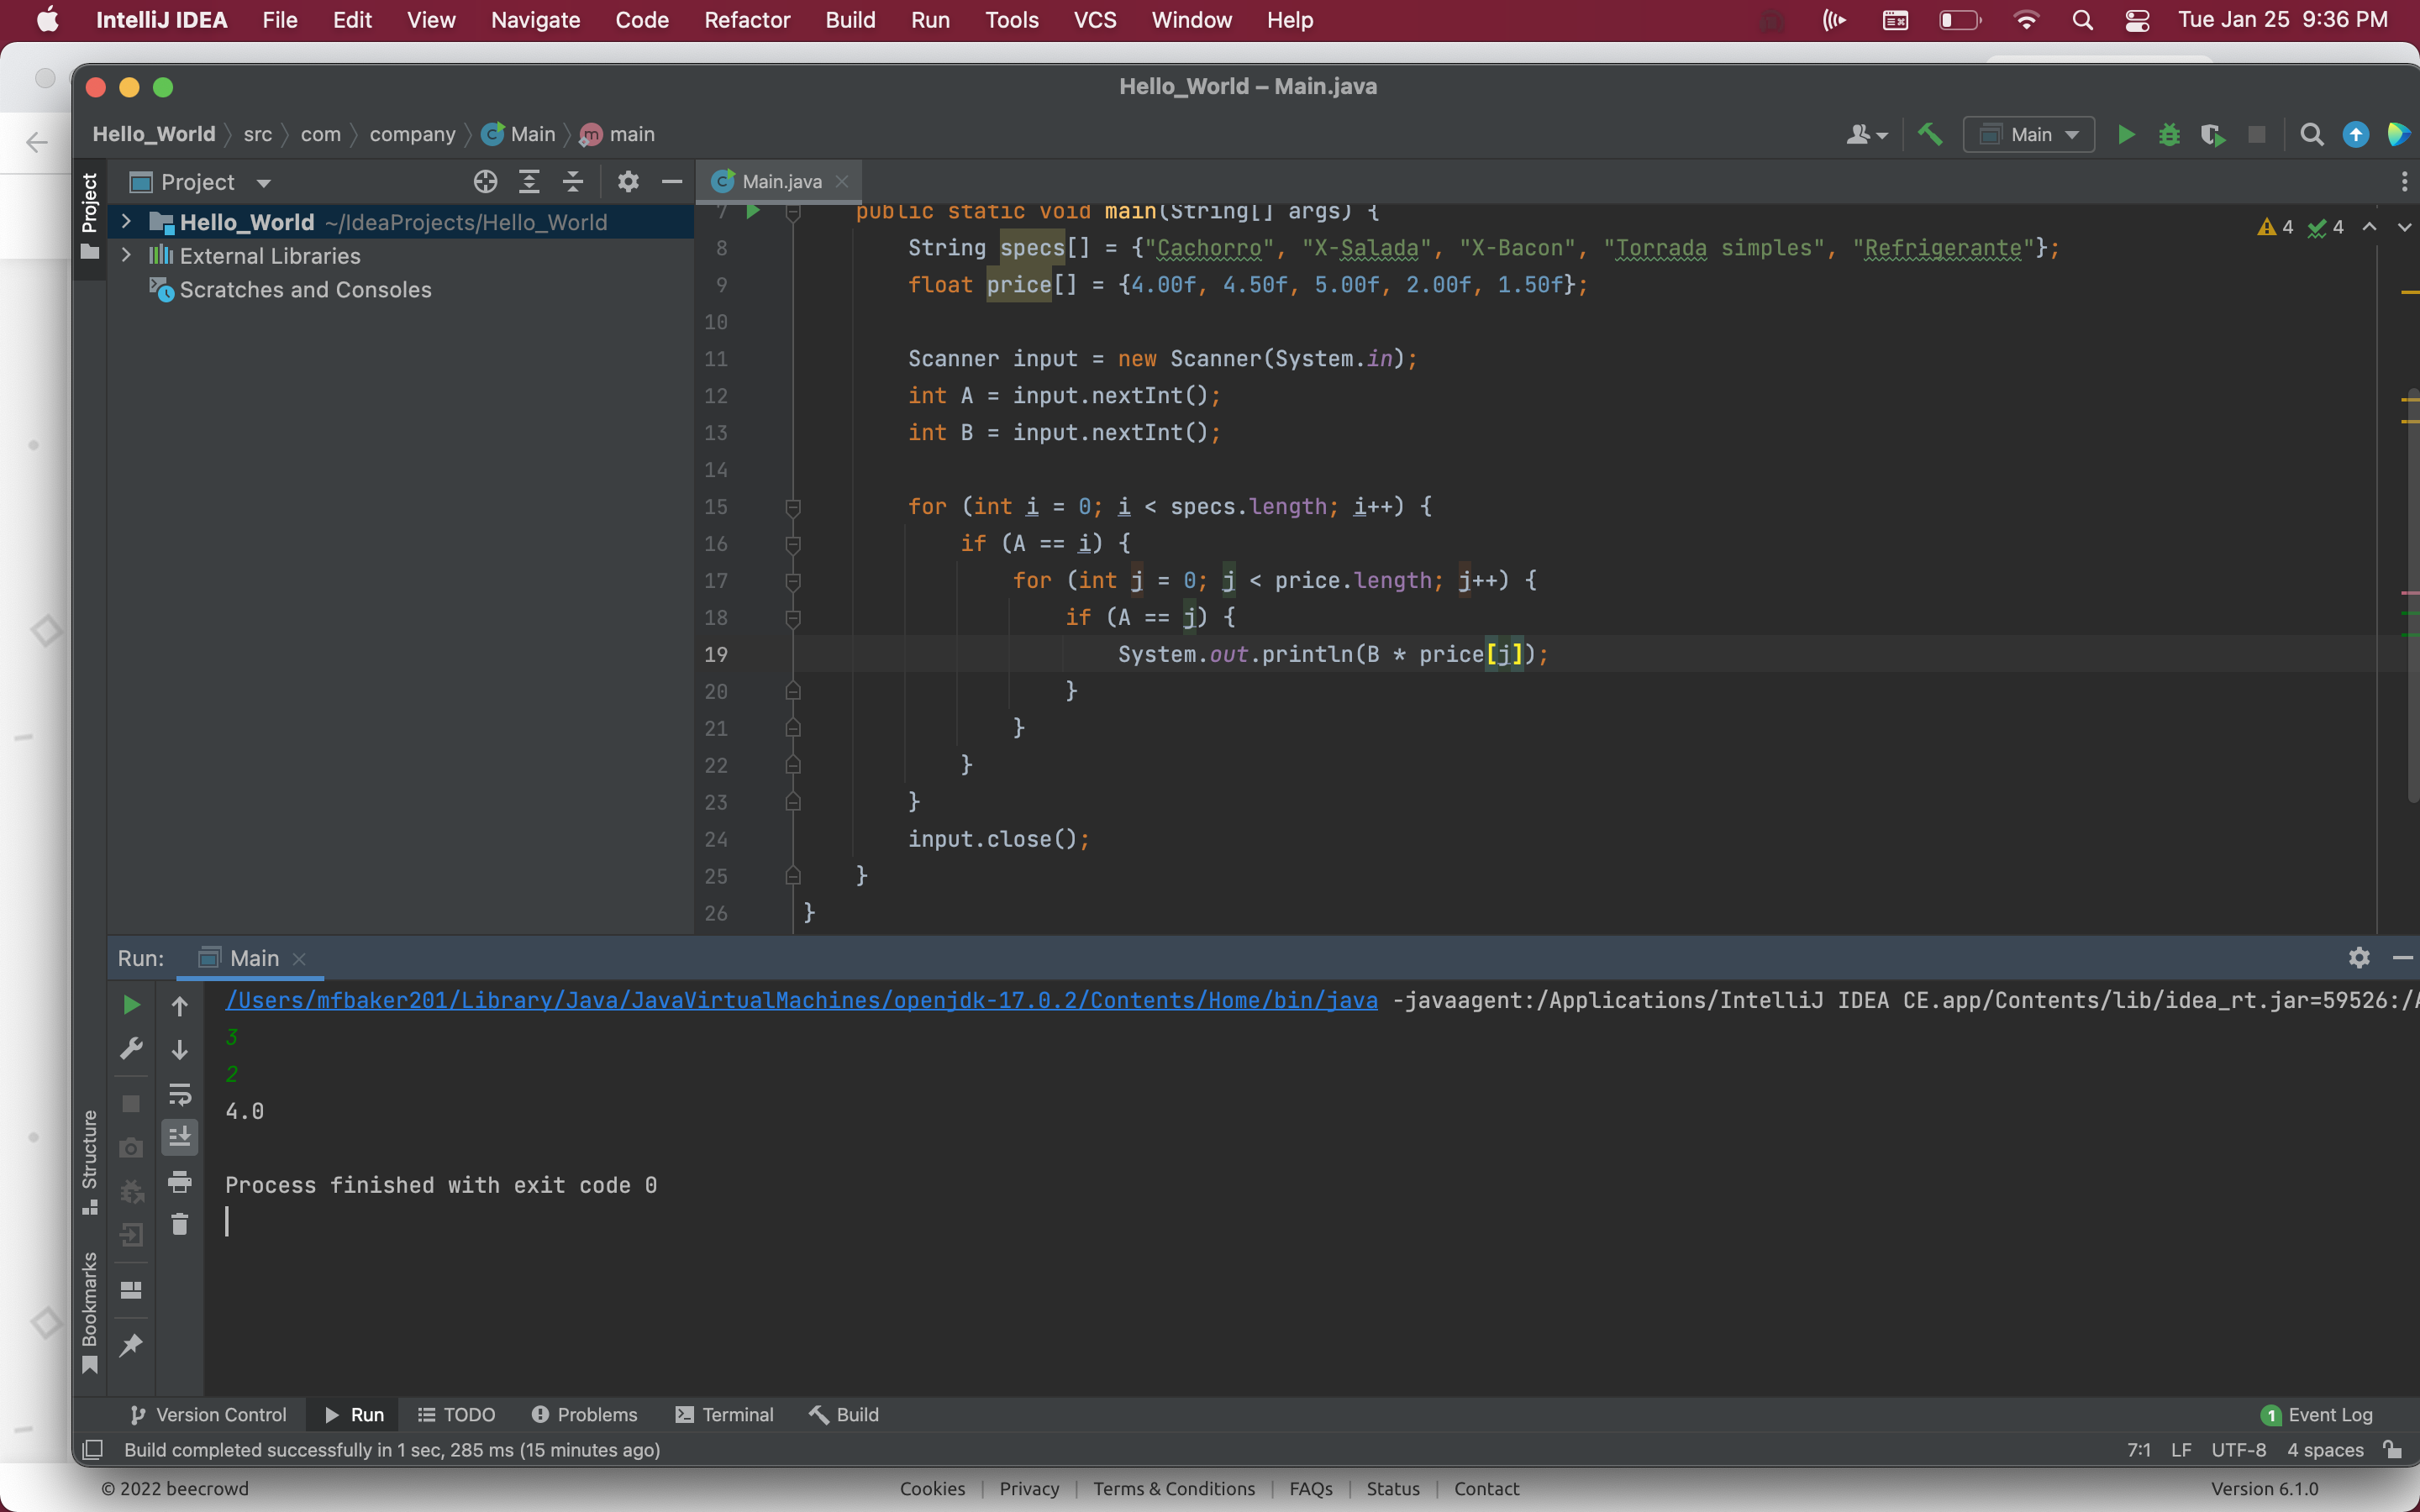 IntelliJ IDEA File Edit View Navigate Code Refactor Build Run Tools VCS Window Help Tue Jan 25 9:36 PM
Hello_World – Main.java
Hello_World src com company Main main
Main
Project
Project
Main.java
Hello_World ~/IdeaProjects/Hello_World
External Libraries
Scratches and Consoles
4 4
7 public static void main(String[] args) {
8 String specs[] = {"Cachorro", "X-Salada", "X-Bacon", "Torrada simples", "Refrigerante"};
9 float price[] = {4.00f, 4.50f, 5.00f, 2.00f, 1.50f};
10
11 Scanner input = new Scanner(System.in);
12 int A = input.nextInt();
13 int B = input.nextInt();
14
15 for (int i = 0; i < specs.length; i++) {
16 if (A == i) {
17 for (int j = 0; j < price.length; j++) {
18 if (A == j) {
19 System.out.println(B * price[j]);
20 }
21 }
22 }
23 }
24 input.close();
25 }
26 }
Run: Main
/Users/mfbaker201/Library/Java/JavaVirtualMachines/openjdk-17.0.2/Contents/Home/bin/java -javaagent:/Applications/IntelliJ IDEA CE.app/Contents/lib/idea_rt.jar=59526:/A
3
2
4.0
Process finished with exit code 0
Structure
Bookmarks
Version Control Run TODO Problems Terminal Build 1 Event Log
Build completed successfully in 1 sec, 285 ms (15 minutes ago) 7:1 LF UTF-8 4 spaces
© 2022 beecrowd Cookies | Privacy | Terms & Conditions | FAQs | Status | Contact Version 6.1.0